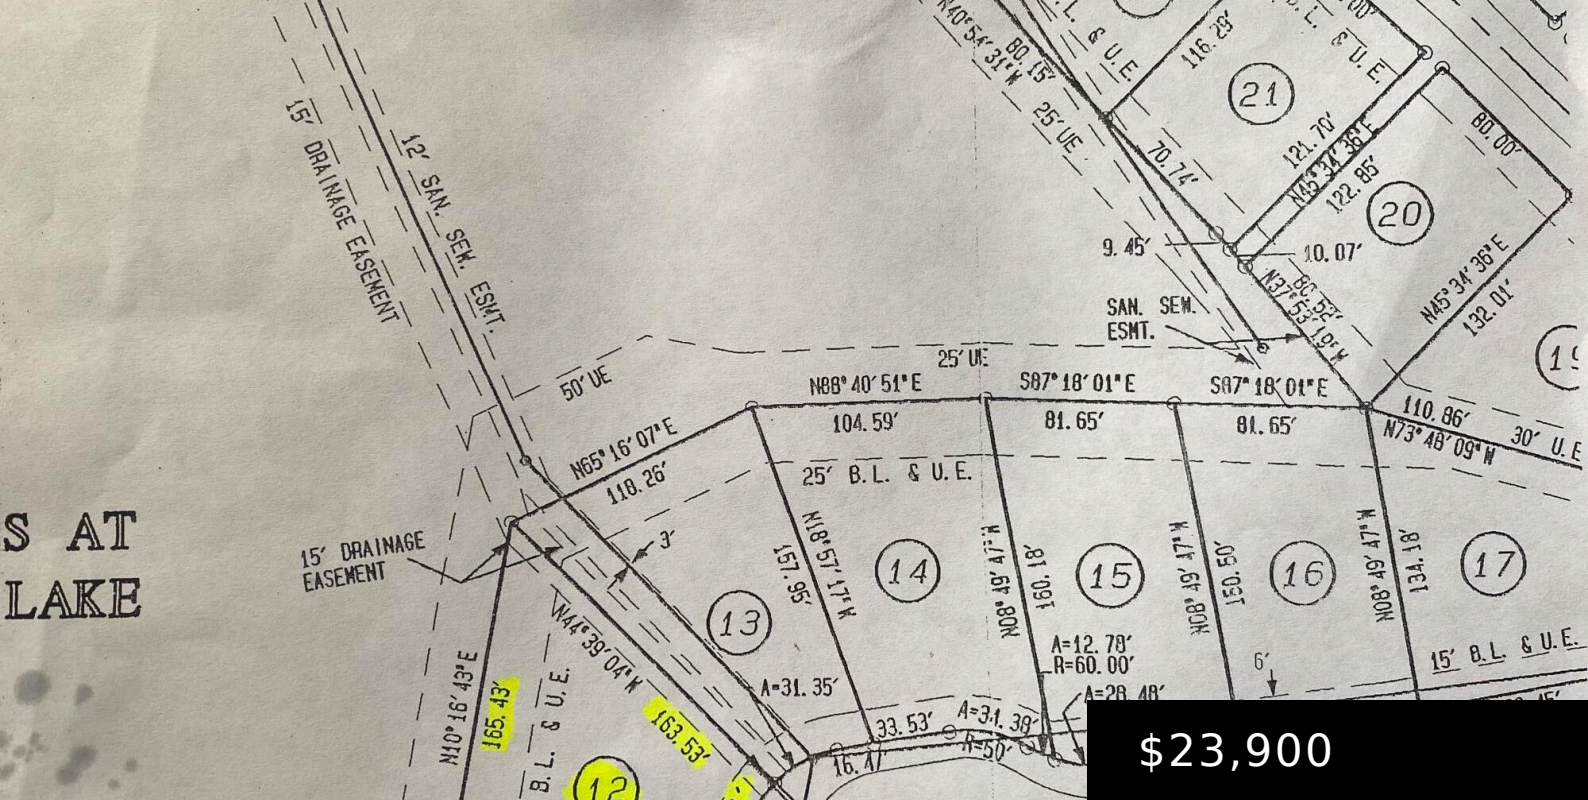 N40°54'31"W
80.15'
25' UE
B.L. & U.E.
116.29'
B.L. & U.E.
21
121.70'
N45°34'36"E
122.85'
80.00'
20
70.74'
9.45'
10.07'
N37°53'19"W
N45°34'36"E
132.01'
19
15' DRAINAGE EASEMENT
12' SAN. SEW. ESMT.
SAN. SEW.
ESMT.
50' UE
25' UE
N88°40'51"E
104.59'
S87°18'01"E
81.65'
S87°18'01"E
81.65'
110.86'
N73°48'09"W
30' U.E.
N65°16'07"E
118.26'
25' B.L. & U.E.
S AT
LAKE
15' DRAINAGE
EASEMENT
3'
13
N18°57'17"W
157.95'
14
N08°49'47"W
160.18'
15
N08°49'47"W
150.50'
16
N08°49'47"W
134.18'
17
15' B.L. & U.E.
6'
N10°16'43"E
165.43'
B.L. & U.E.
N44°39'04"W
163.53'
12
A=31.35'
A=12.78'
R=60.00'
A=28.48'
33.53'
A=31.38'
R=50'
16.47'
$23,900